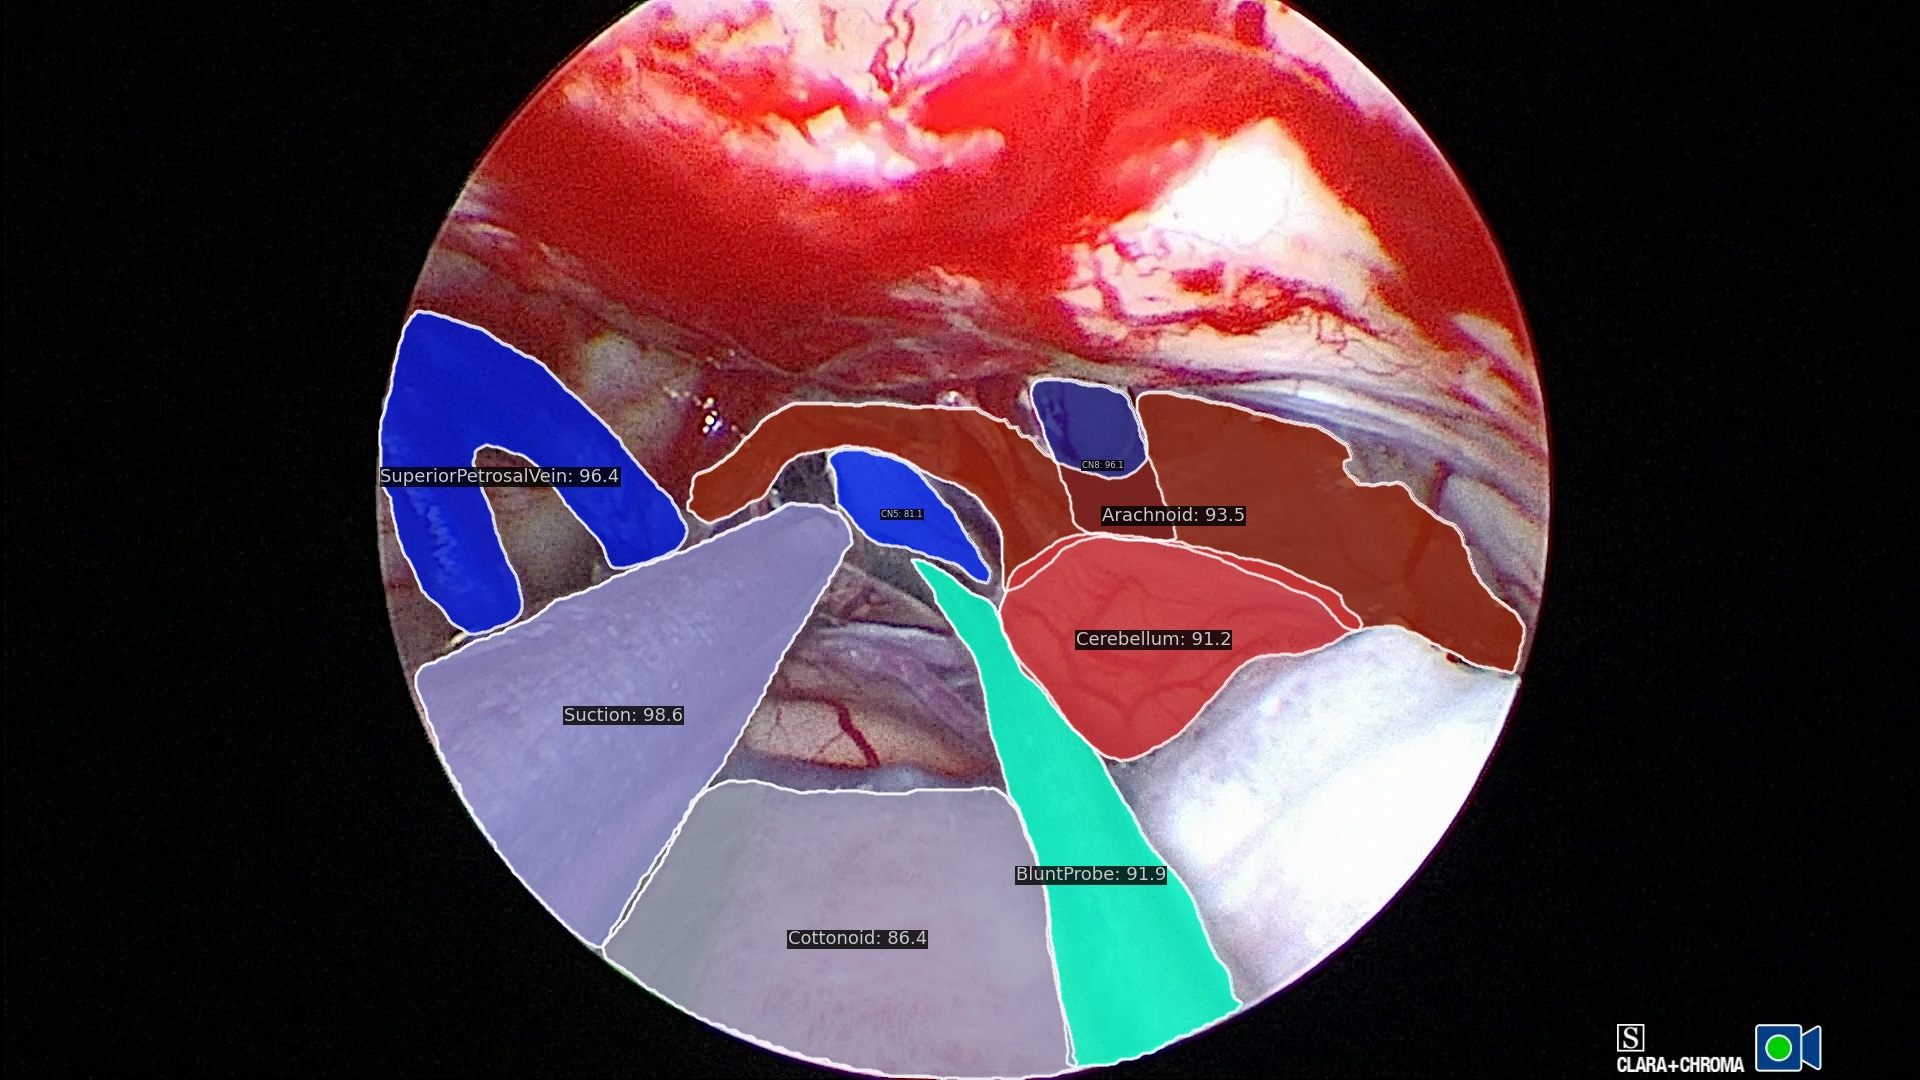 CN8: 96.1
SuperiorPetrosalVein: 96.4
CN5: 81.1
Arachnoid: 93.5
Cerebellum: 91.2
Suction: 98.6
BluntProbe: 91.9
Cottonoid: 86.4
S
CLARA+CHROMA